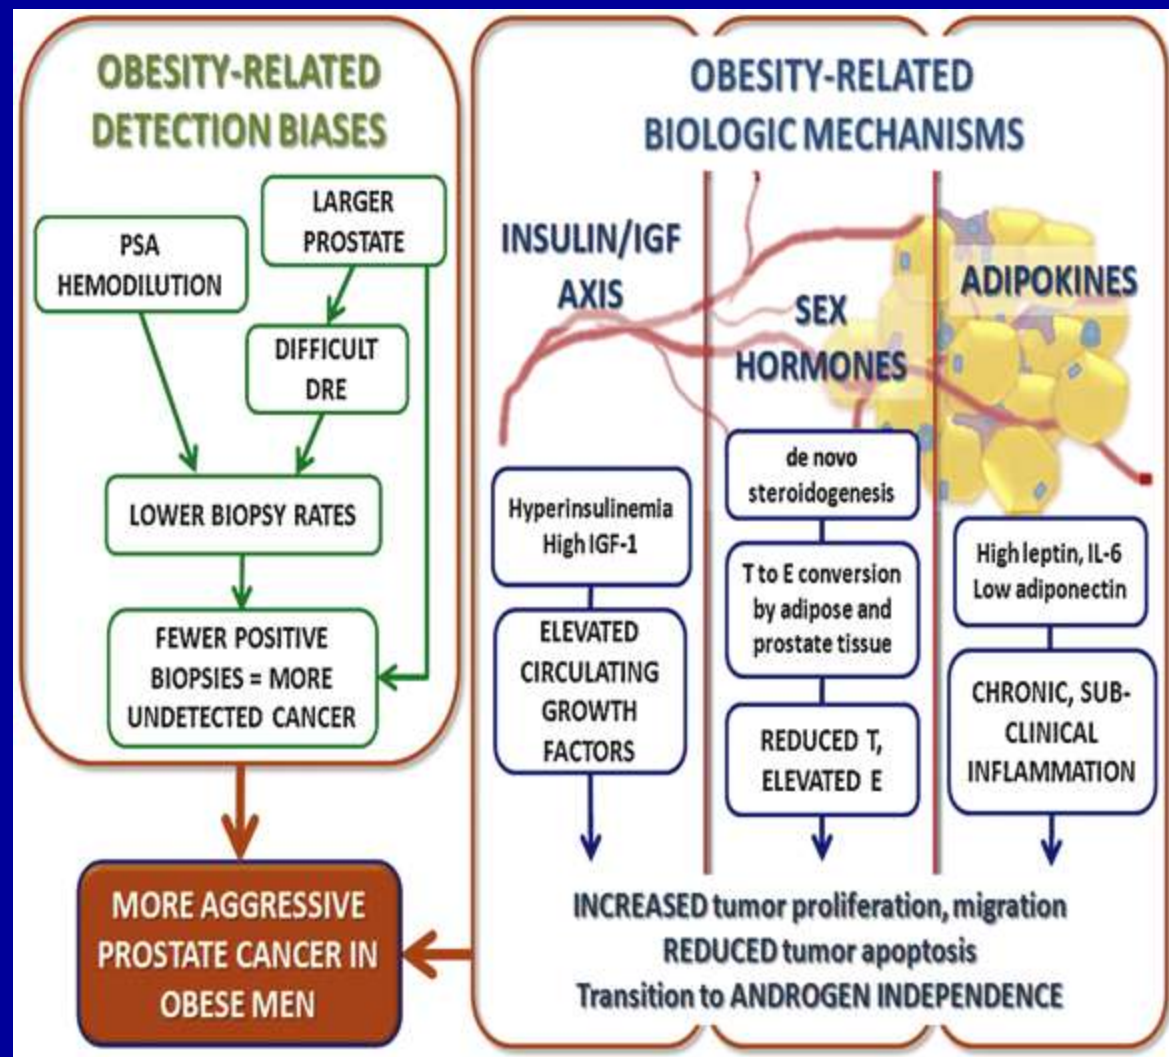 OBESITY-RELATED
DETECTION BIASES
PSA
HEMODILUTION
LARGER
PROSTATE
DIFFICULT
DRE
LOWER BIOPSY RATES
FEWER POSITIVE
BIOPSIES = MORE
UNDETECTED CANCER
OBESITY-RELATED
BIOLOGIC MECHANISMS
INSULIN/IGF
AXIS
Hyperinsulinemia
High IGF-1
ELEVATED
CIRCULATING
GROWTH
FACTORS
SEX
HORMONES
de novo
steroidogenesis
T to E conversion
by adipose and
prostate tissue
REDUCED T,
ELEVATED E
ADIPOKINES
High leptin, IL-6
Low adiponectin
CHRONIC, SUB-
CLINICAL
INFLAMMATION
INCREASED tumor proliferation, migration
REDUCED tumor apoptosis
Transition to ANDROGEN INDEPENDENCE
MORE AGGRESSIVE
PROSTATE CANCER IN
OBESE MEN